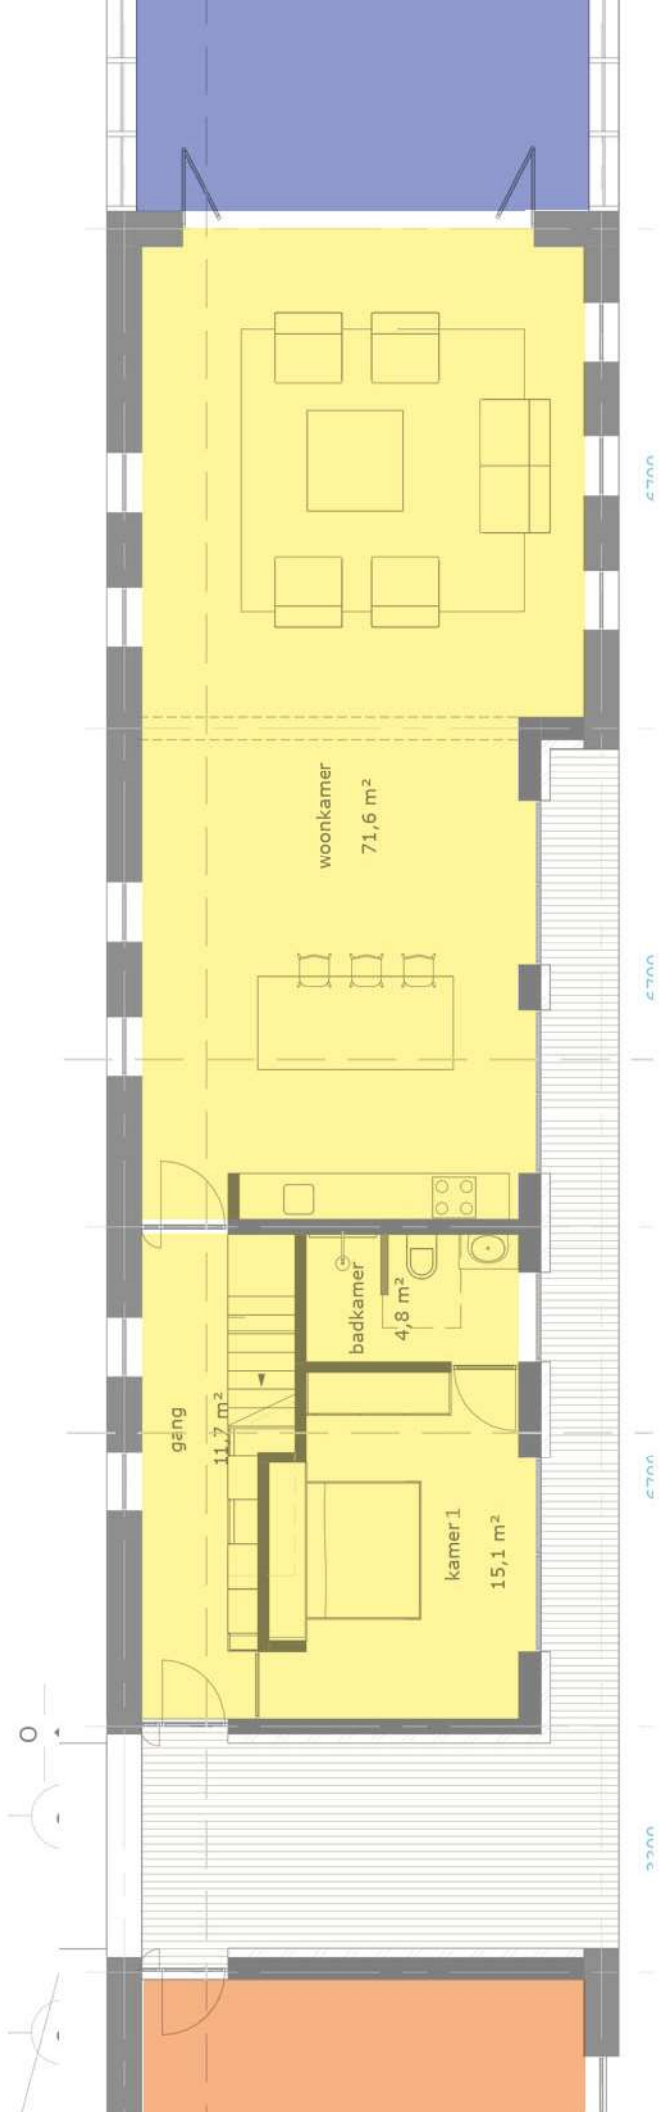 woonkamer
71,6 m²
badkamer
4,8 m²
gang
11,7 m²
kamer 1
15,1 m²
O